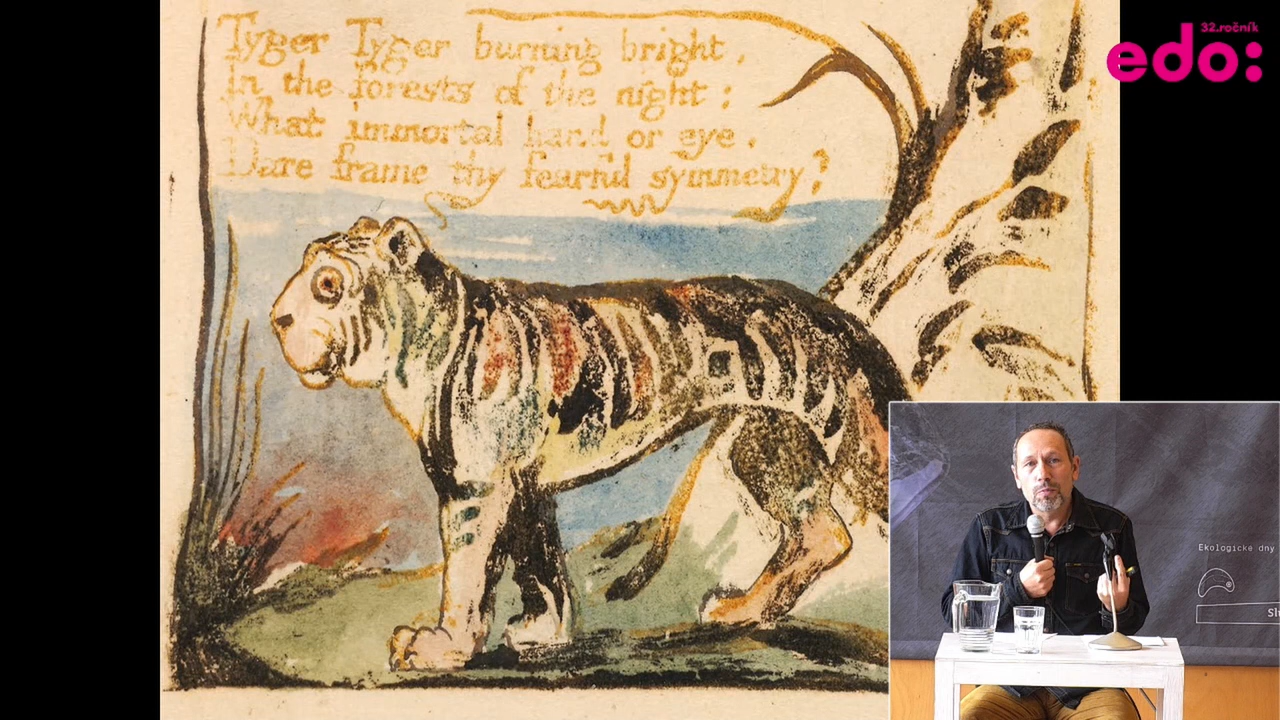 Tyger Tyger burning bright,
In the forests of the night:
What immortal hand or eye,
Dare frame thy fearful symmetry?
32.ročník
edo:
Ekologické dny